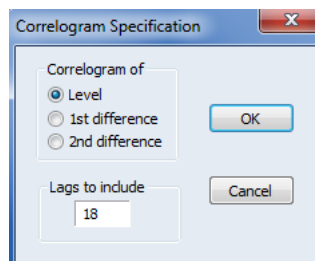 Correlogram Specification
Correlogram of
Level
1st difference
2nd difference
OK
Lags to include
18
Cancel